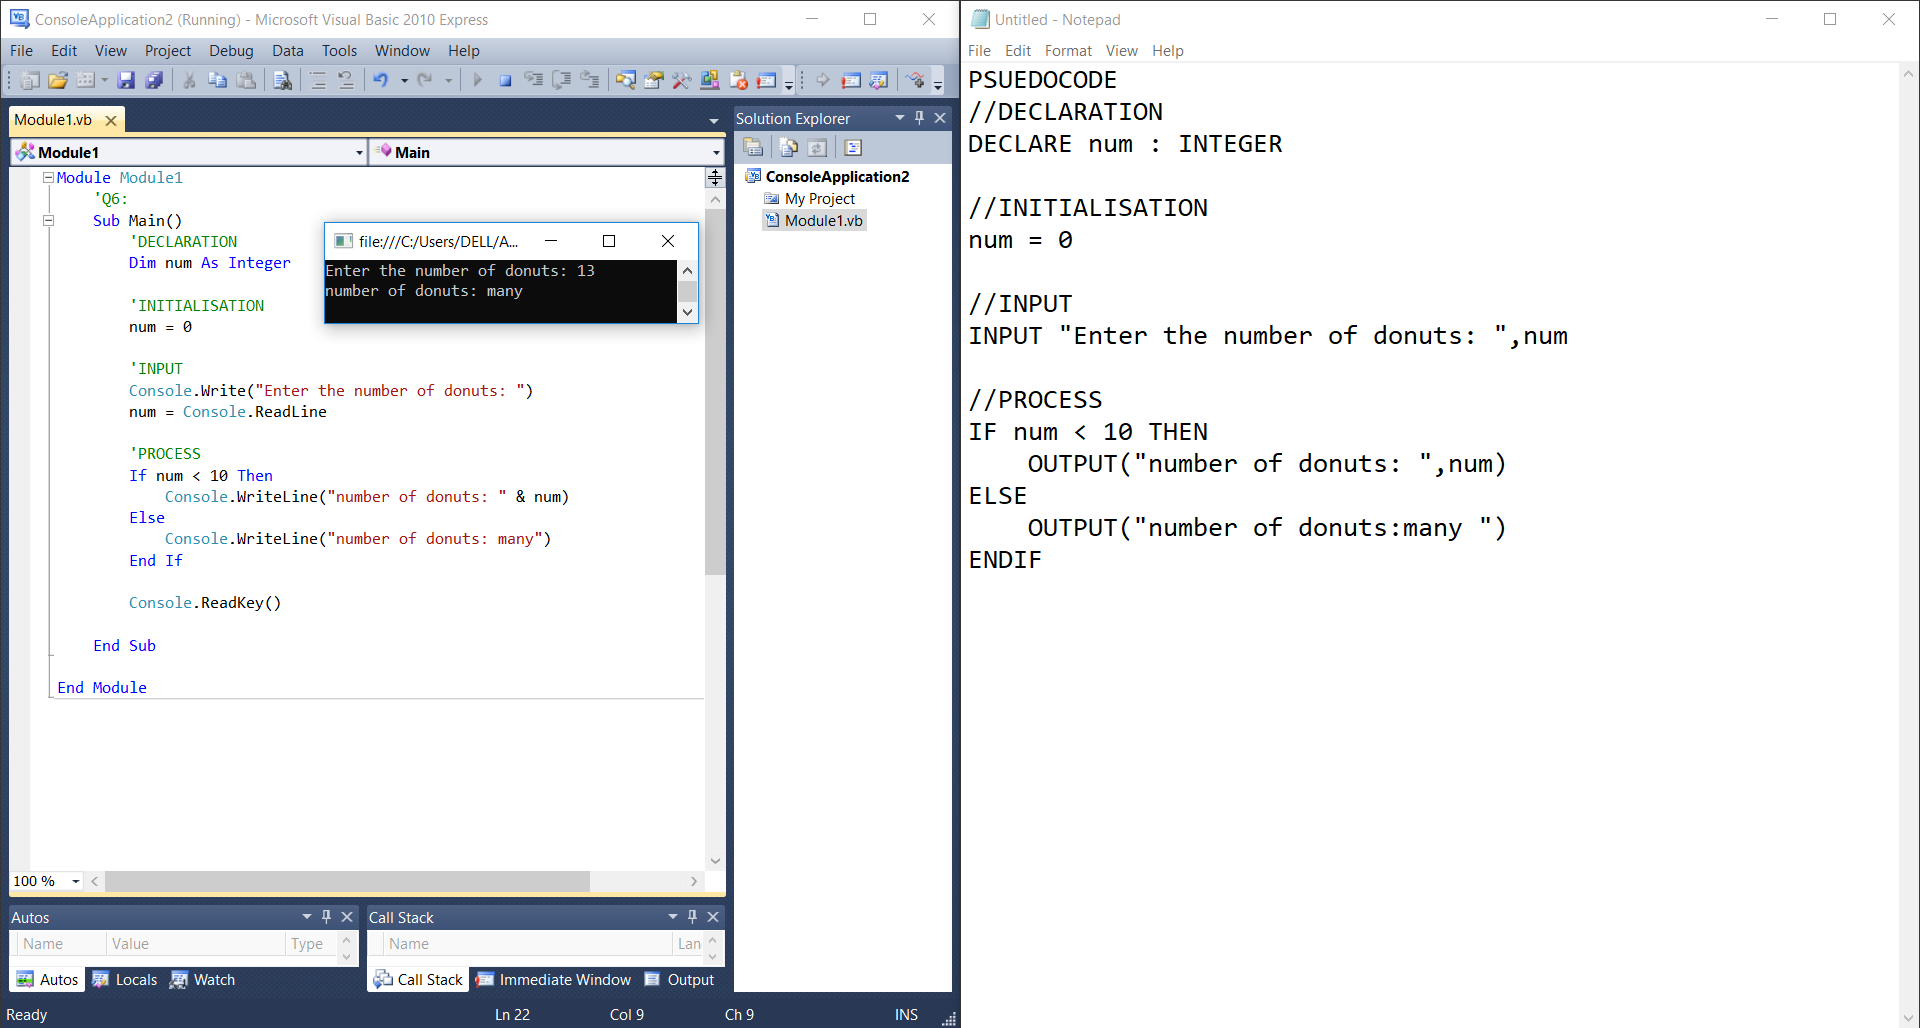 ConsoleApplication2 (Running) - Microsoft Visual Basic 2010 Express
File Edit View Project Debug Data Tools Window Help
Module1.vb
Module1
Main
Module Module1
'Q6:
Sub Main()
'DECLARATION
Dim num As Integer
'INITIALISATION
num = 0
'INPUT
Console.Write("Enter the number of donuts: ")
num = Console.ReadLine
'PROCESS
If num < 10 Then
Console.WriteLine("number of donuts: " & num)
Else
Console.WriteLine("number of donuts: many")
End If
Console.ReadKey()
End Sub
End Module
file:///C:/Users/DELL/A...
Enter the number of donuts: 13
number of donuts: many
100 %
Solution Explorer
ConsoleApplication2
My Project
Module1.vb
Autos
Name Value Type
Autos Locals Watch
Call Stack
Name Lan
Call Stack Immediate Window Output
Ready Ln 22 Col 9 Ch 9 INS
Untitled - Notepad
File Edit Format View Help
PSUEDOCODE
//DECLARATION
DECLARE num : INTEGER
//INITIALISATION
num = 0
//INPUT
INPUT "Enter the number of donuts: ",num
//PROCESS
IF num < 10 THEN
OUTPUT("number of donuts: ",num)
ELSE
OUTPUT("number of donuts:many ")
ENDIF